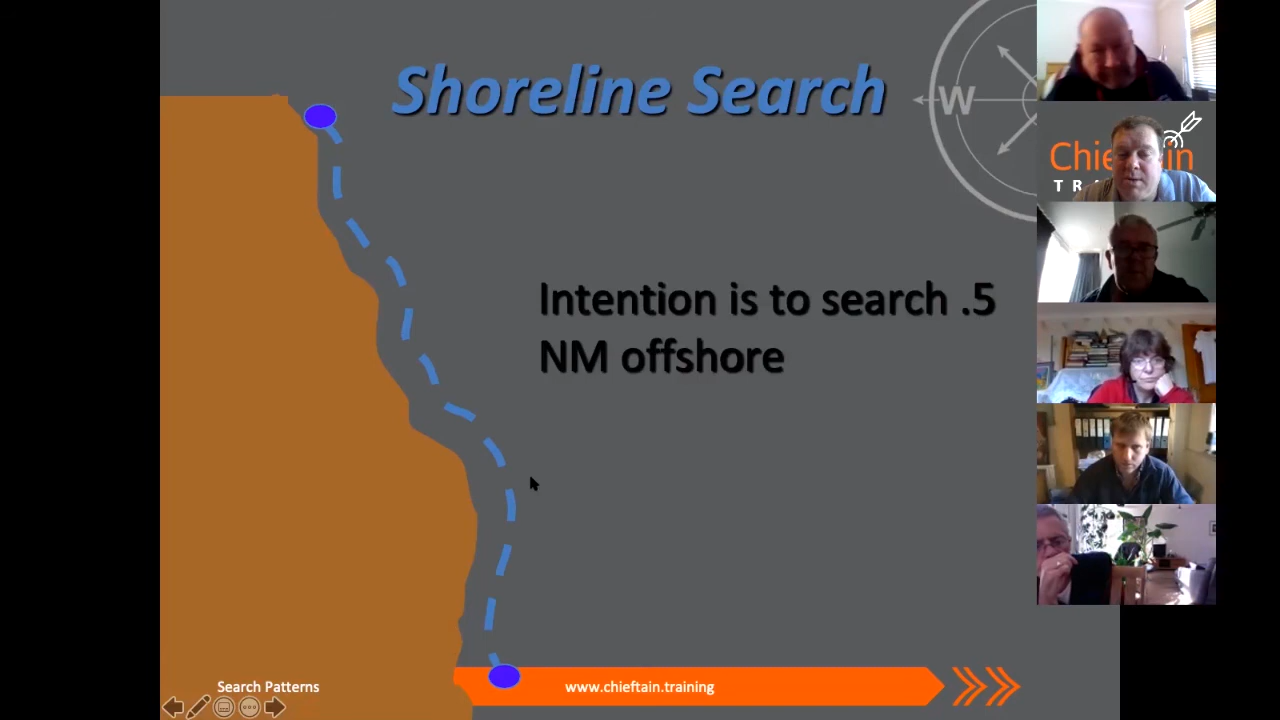 Shoreline Search
W
Intention is to search .5
NM offshore
Search Patterns
www.chieftain.training